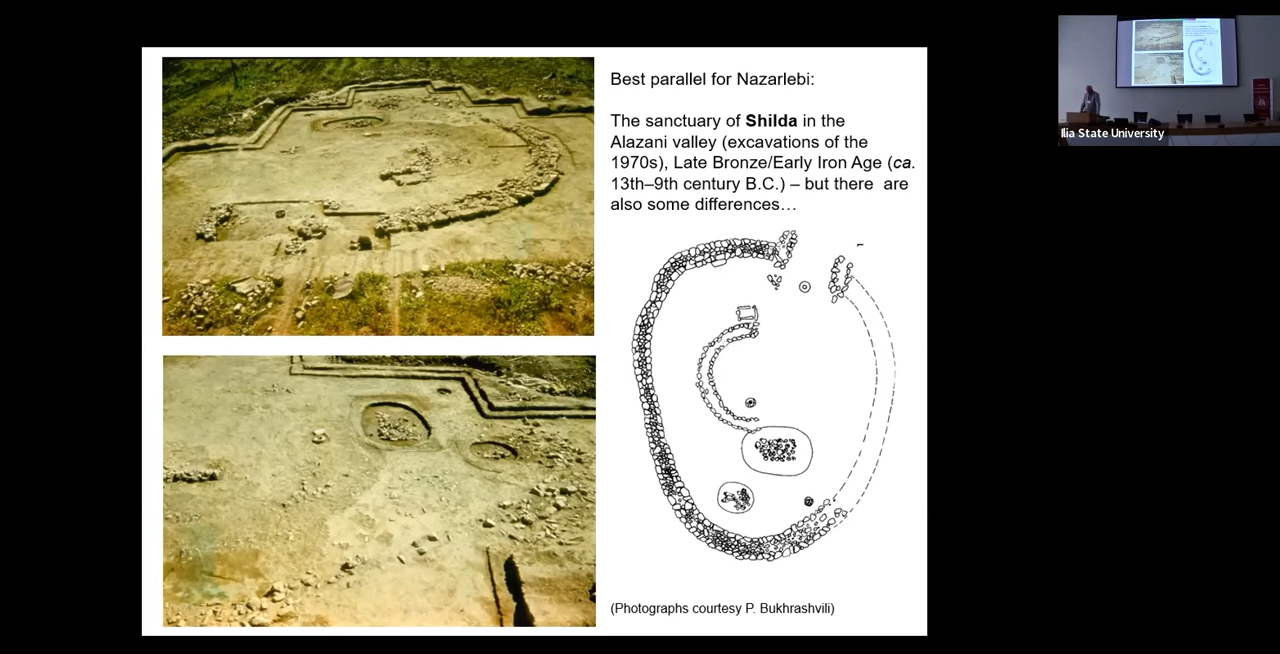 Best parallel for Nazarlebi:
The sanctuary of Shilda in the
Alazani valley (excavations of the
1970s), Late Bronze/Early Iron Age (ca.
13th–9th century B.C.) – but there are
also some differences…
(Photographs courtesy P. Bukhrashvili)
Ilia State University